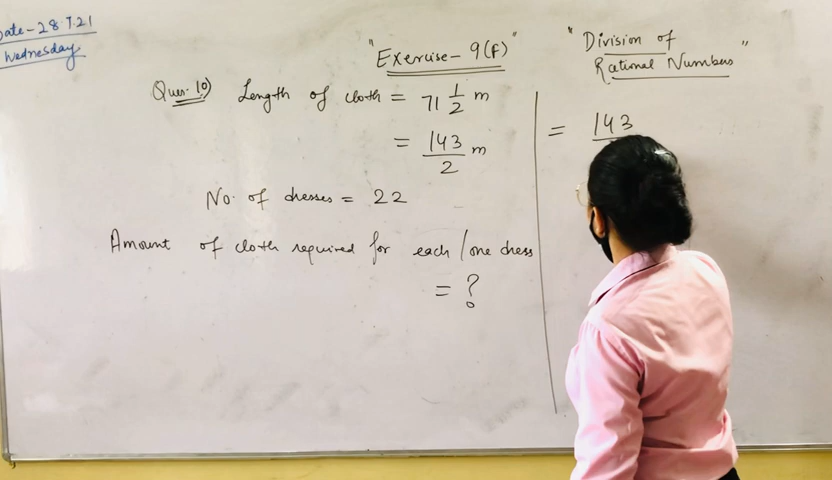 Date-28.7.21
Wednesday
"Exercise-9(f)"
"Division of
Rational Numbers"
Ques.10) Length of cloth = 71 1/2 m
= 143/2 m
No. of dresses = 22
Amount of cloth required for each/one dress
= ?
= 143